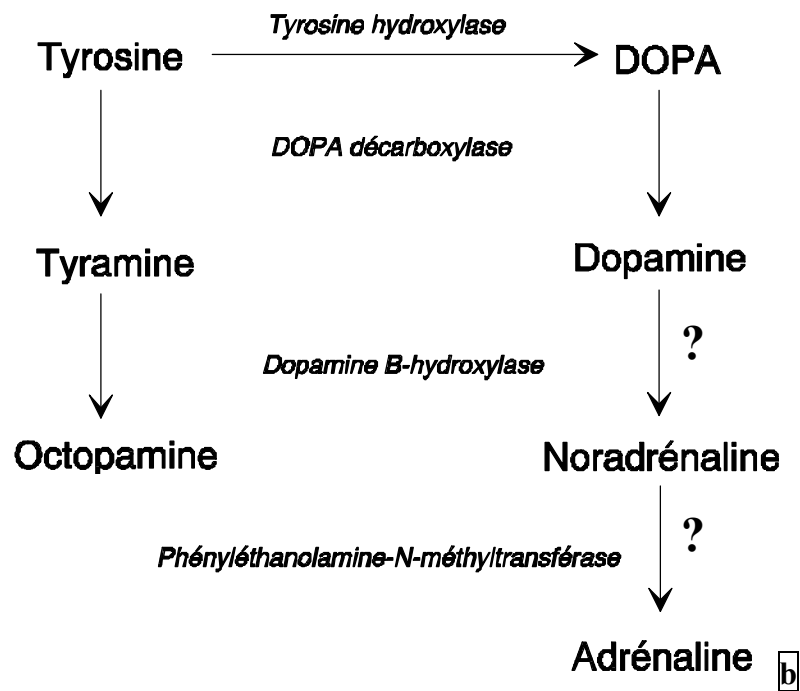 Tyrosine hydroxylase
Tyrosine DOPA
DOPA décarboxylase
Tyramine Dopamine
?
Dopamine B-hydroxylase
Octopamine Noradrénaline
?
Phényléthanolamine-N-méthyltransférase
Adrénaline
b